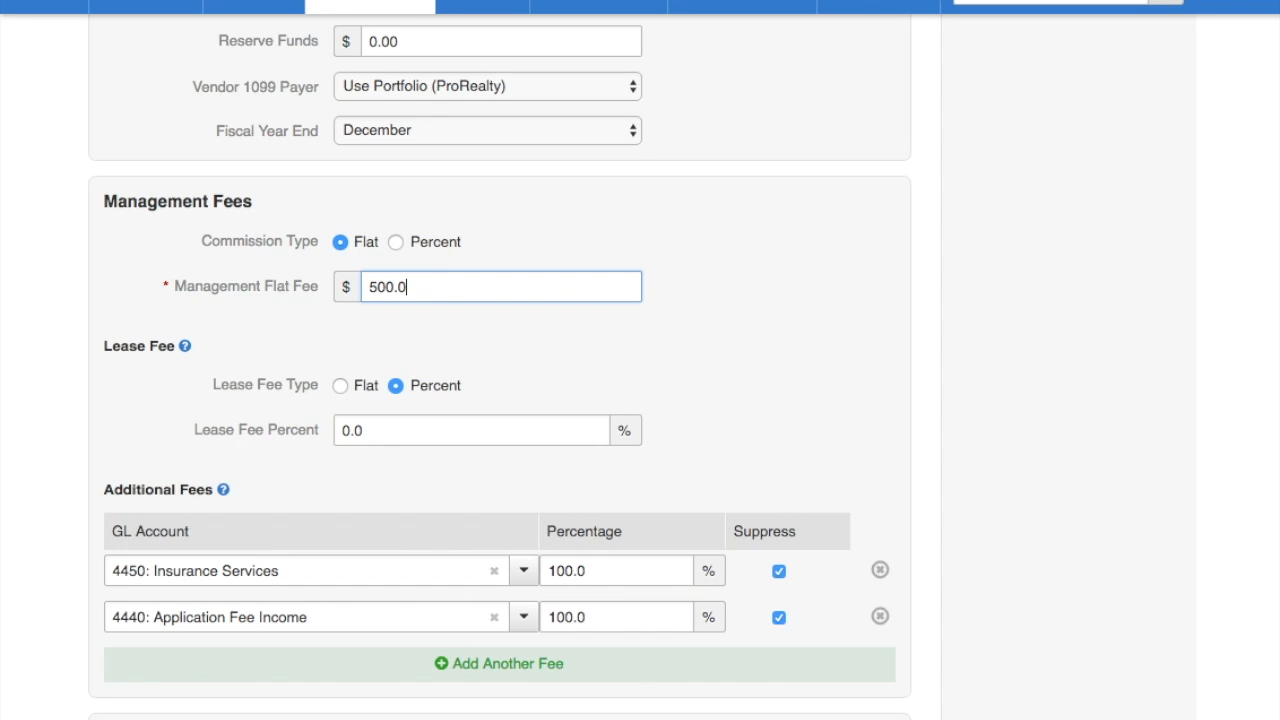 Reserve Funds $ 0.00
Vendor 1099 Payer Use Portfolio (ProRealty)
Fiscal Year End December
Management Fees
Commission Type Flat Percent
* Management Flat Fee $ 500.0
Lease Fee ?
Lease Fee Type Flat Percent
Lease Fee Percent 0.0 %
Additional Fees ?
GL Account Percentage Suppress
4450: Insurance Services 100.0 %
4440: Application Fee Income 100.0 %
Add Another Fee